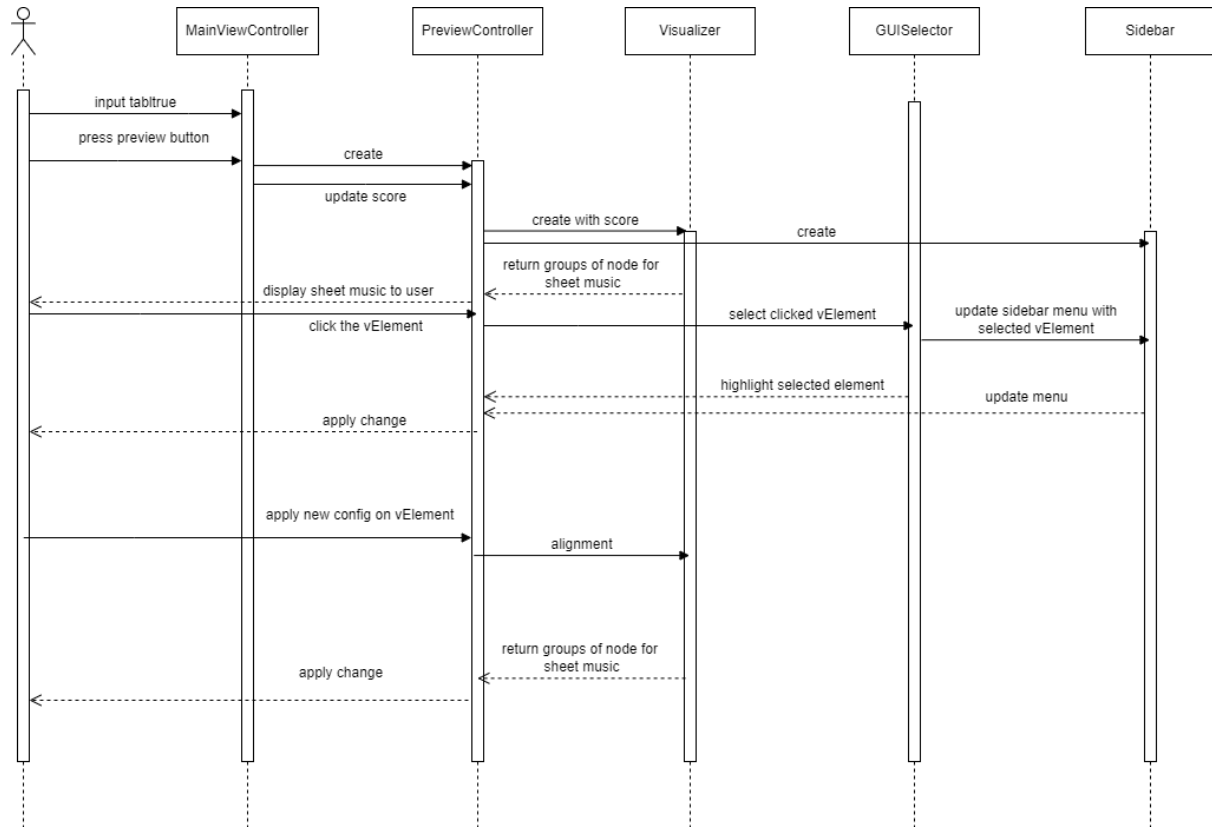 MainViewController
PreviewController
Visualizer
GUISelector
Sidebar
input tabltrue
press preview button
create
update score
create with score
create
return groups of node for
sheet music
display sheet music to user
click the vElement
select clicked vElement
update sidebar menu with
selected vElement
highlight selected element
update menu
apply change
apply new config on vElement
alignment
return groups of node for
sheet music
apply change